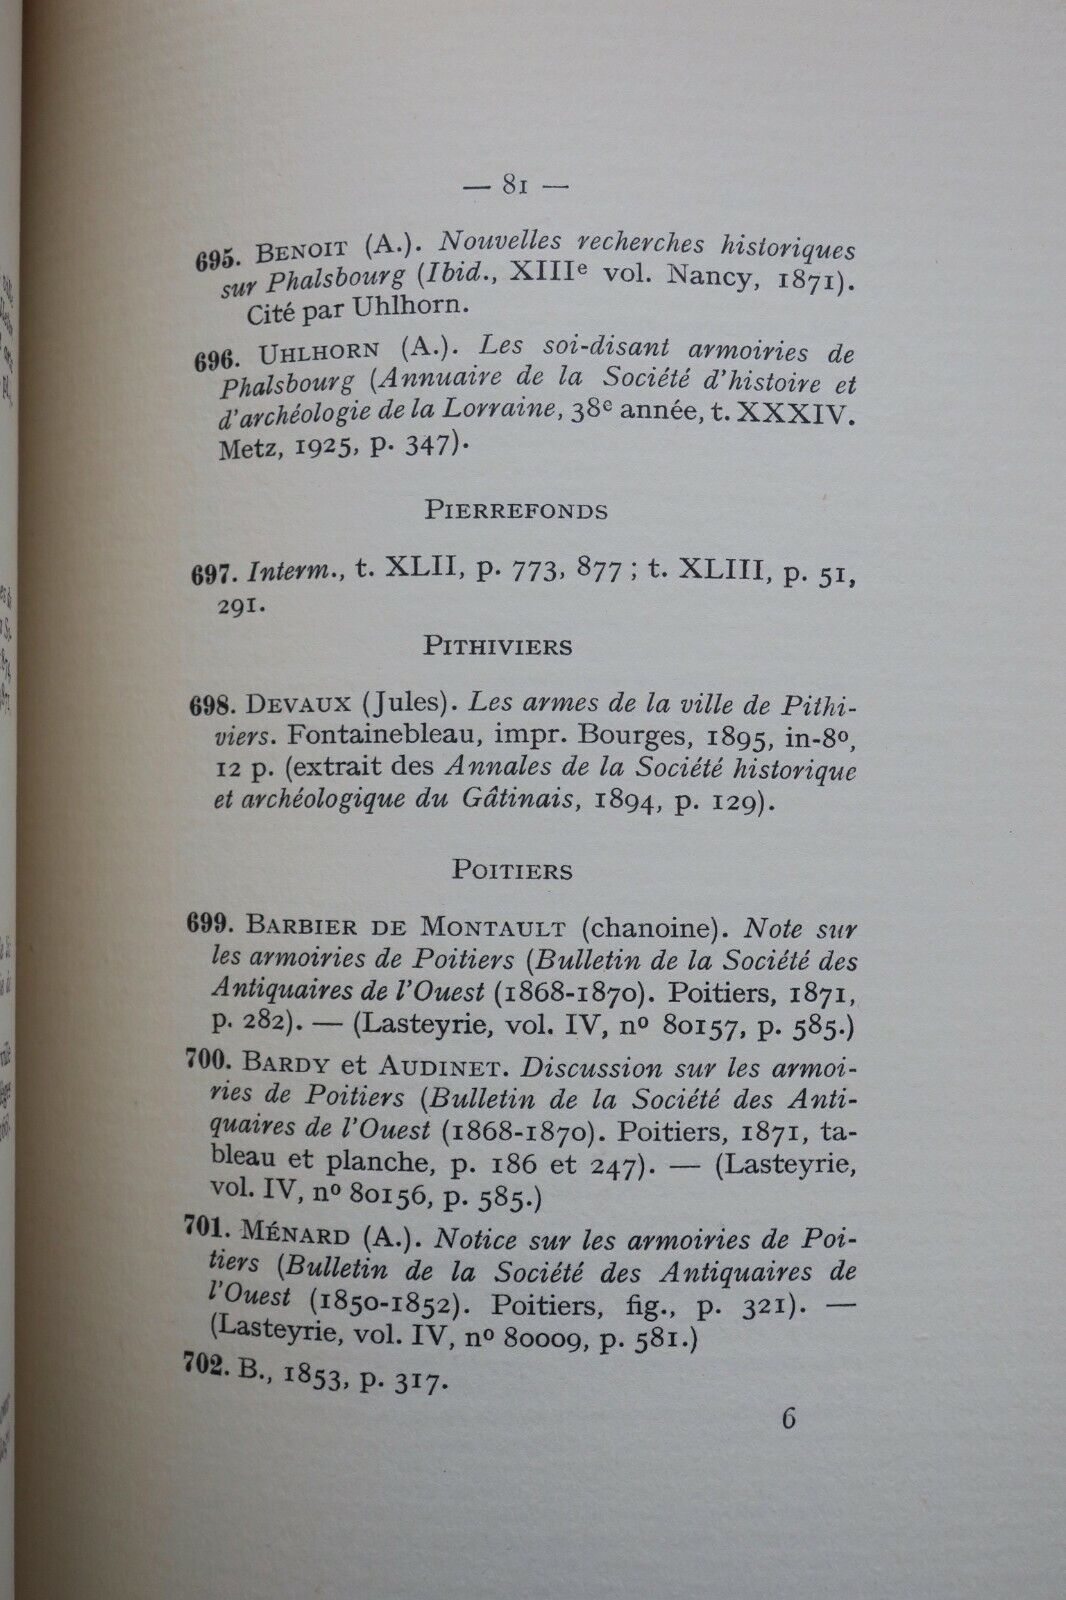 — 81 —
695. BENOIT (A.). Nouvelles recherches historiques
sur Phalsbourg (Ibid., XIIIe vol. Nancy, 1871).
Cité par Uhlhorn.
696. UHLHORN (A.). Les soi-disant armoiries de
Phalsbourg (Annuaire de la Société d'histoire et
d'archéologie de la Lorraine, 38e année, t. XXXIV.
Metz, 1925, p. 347).
PIERREFONDS
697. Interm., t. XLII, p. 773, 877 ; t. XLIII, p. 51,
291.
PITHIVIERS
698. DEVAUX (Jules). Les armes de la ville de Pithi-
viers. Fontainebleau, impr. Bourges, 1895, in-8º,
12 p. (extrait des Annales de la Société historique
et archéologique du Gâtinais, 1894, p. 129).
POITIERS
699. BARBIER DE MONTAULT (chanoine). Note sur
les armoiries de Poitiers (Bulletin de la Société des
Antiquaires de l'Ouest (1868-1870). Poitiers, 1871,
p. 282). — (Lasteyrie, vol. IV, nº 80157, p. 585.)
700. BARDY et AUDINET. Discussion sur les armoi-
ries de Poitiers (Bulletin de la Société des Anti-
quaires de l'Ouest (1868-1870). Poitiers, 1871, ta-
bleau et planche, p. 186 et 247). — (Lasteyrie,
vol. IV, nº 80156, p. 585.)
701. MÉNARD (A.). Notice sur les armoiries de Poi-
tiers (Bulletin de la Société des Antiquaires de
l'Ouest (1850-1852). Poitiers, fig., p. 321). —
(Lasteyrie, vol. IV, nº 80009, p. 581.)
702. B., 1853, p. 317.
6